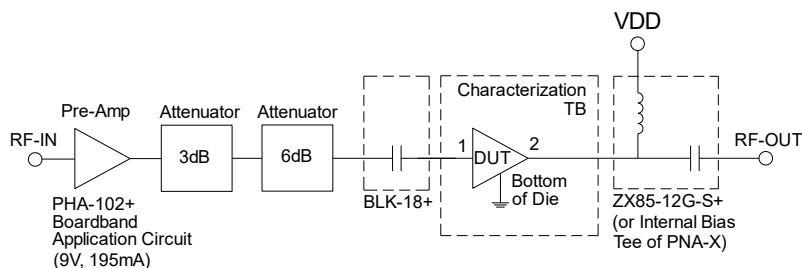 VDD
Pre-Amp
Attenuator
Attenuator
Characterization
TB
RF-IN
3dB
6dB
1
DUT
2
RF-OUT
Bottom
of Die
BLK-18+
PHA-102+
Boardband
Application Circuit
(9V, 195mA)
ZX85-12G-S+
(or Internal Bias
Tee of PNA-X)